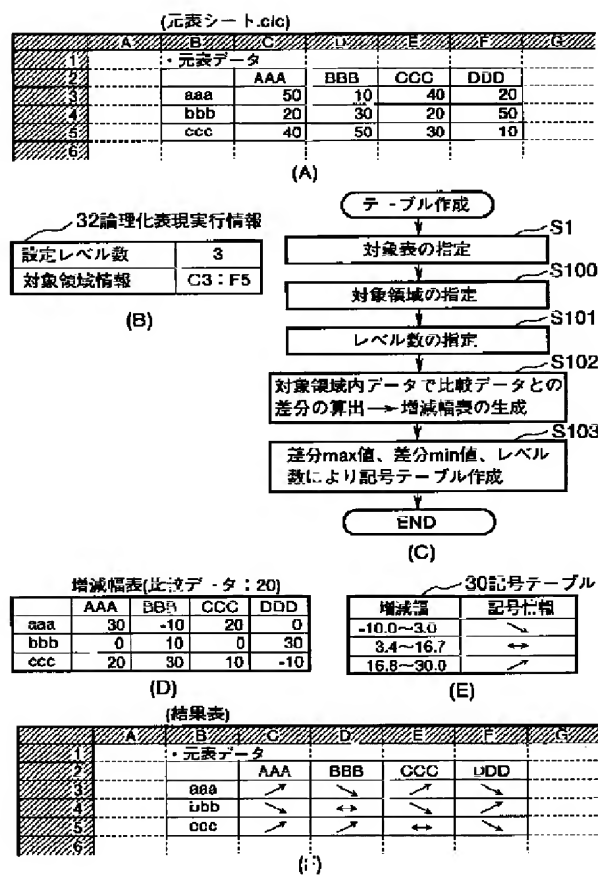 (元表シート.clc)
A B C D E F G
1 ・元表データ
2 AAA BBB CCC DDD
3 aaa 50 10 40 20
4 bbb 20 30 20 50
5 ccc 40 50 30 10
6
(A)
32論理化表現実行情報
設定レベル数 3
対象領域情報 C3:F5
(B)
テーブル作成
S1
対象表の指定
S100
対象領域の指定
S101
レベル数の指定
S102
対象領域内データで比較データとの
差分の算出→増減幅表の生成
S103
差分max値、差分min値、レベル
数により記号テーブル作成
END
(C)
増減幅表(比較データ:20)
AAA BBB CCC DDD
aaa 30 -10 20 0
bbb 0 10 0 30
ccc 20 30 10 -10
(D)
30記号テーブル
増減幅 記号情報
-10.0~3.0 ↘
3.4~16.7 ↔
16.8~30.0 ↗
(E)
(結果表)
A B C D E F G
1 ・元表データ
2 AAA BBB CCC DDD
3 aaa ↗ ↘ ↗ ↘
4 bbb ↘ ↔ ↘ ↗
5 ccc ↗ ↗ ↔ ↘
6
(F)